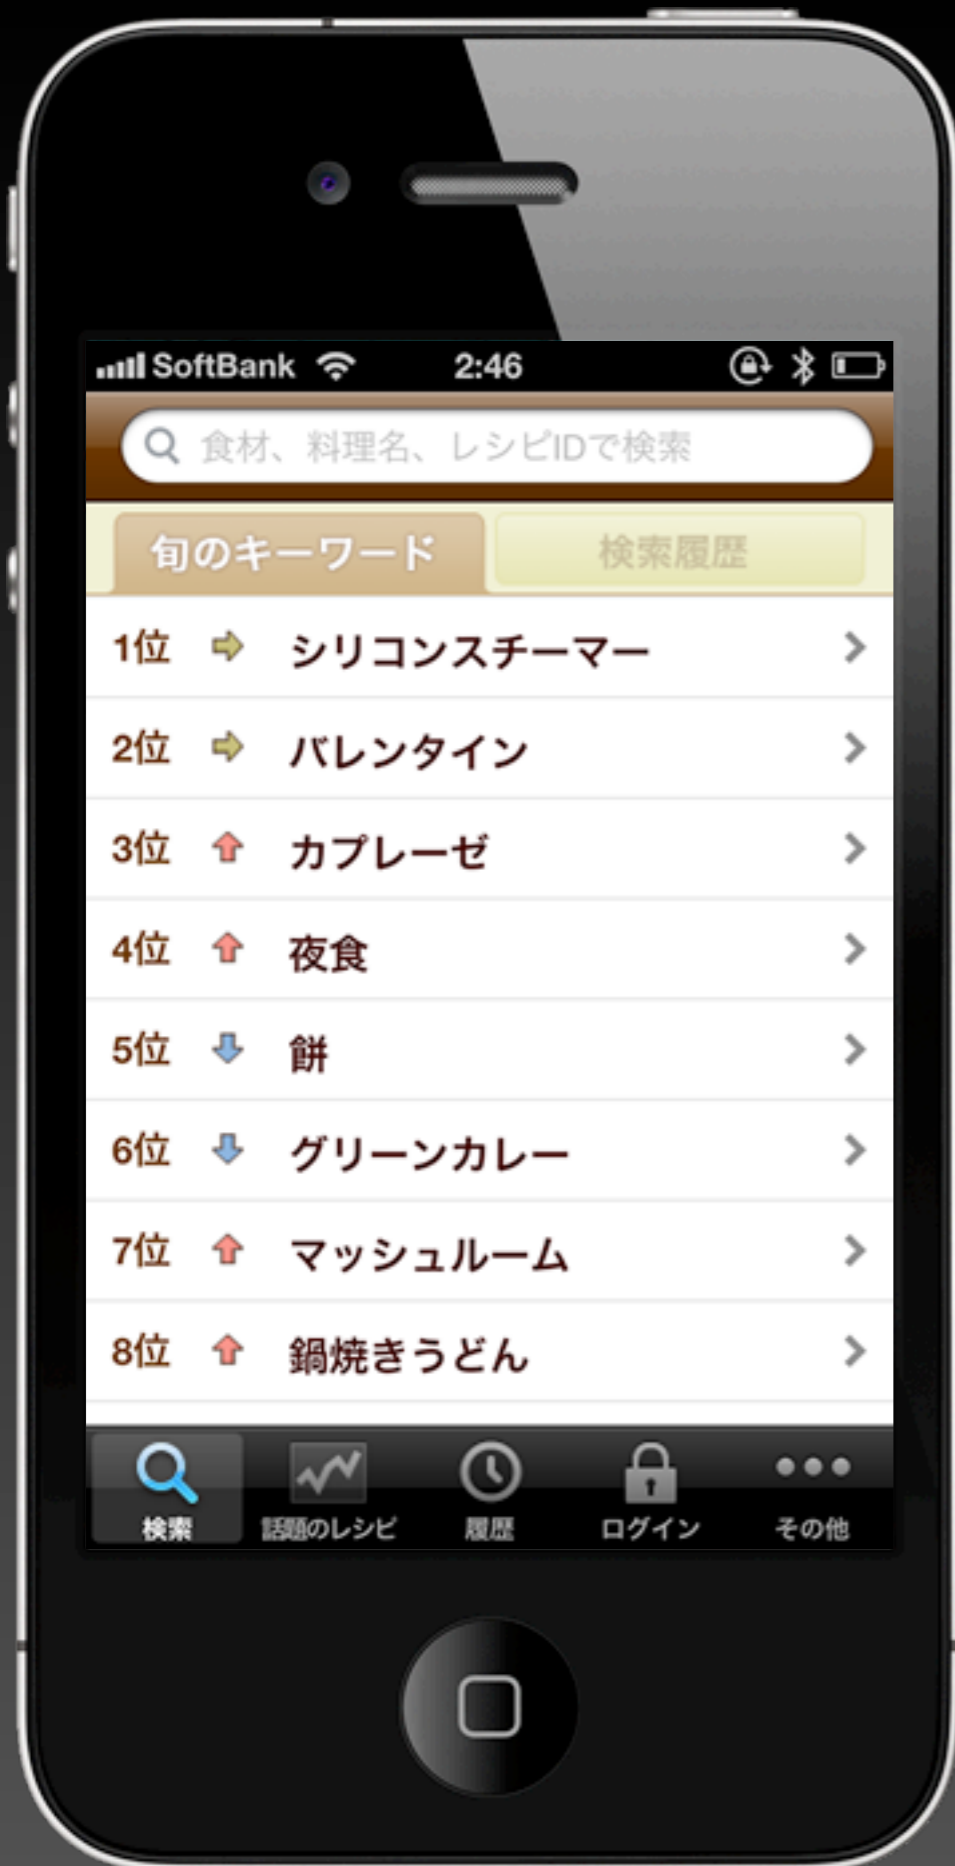 SoftBank 2:46
食材、料理名、レシピIDで検索
旬のキーワード 検索履歴
1位 シリコンスチーマー
2位 バレンタイン
3位 カプレーゼ
4位 夜食
5位 餅
6位 グリーンカレー
7位 マッシュルーム
8位 鍋焼きうどん
検索 話題のレシピ 履歴 ログイン その他